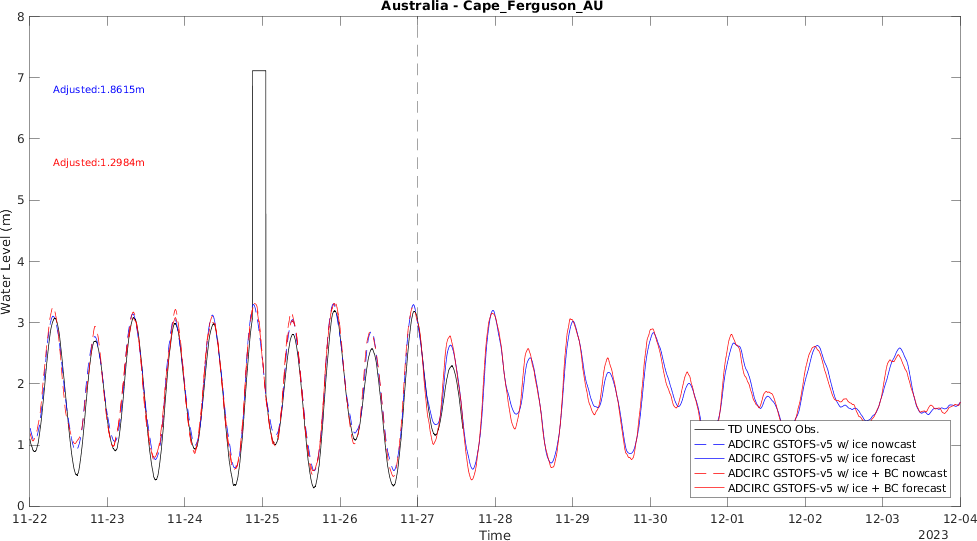 Australia - Cape_Ferguson_AU
8
7
6
5
4
3
2
1
0
Water Level (m)
Adjusted:1.8615m
Adjusted:1.2984m
TD UNESCO Obs.
ADCIRC GSTOFS-v5 w/ ice nowcast
ADCIRC GSTOFS-v5 w/ ice forecast
ADCIRC GSTOFS-v5 w/ ice + BC nowcast
ADCIRC GSTOFS-v5 w/ ice + BC forecast
11-22 11-23 11-24 11-25 11-26 11-27 11-28 11-29 11-30 12-01 12-02 12-03 12-04
Time
2023